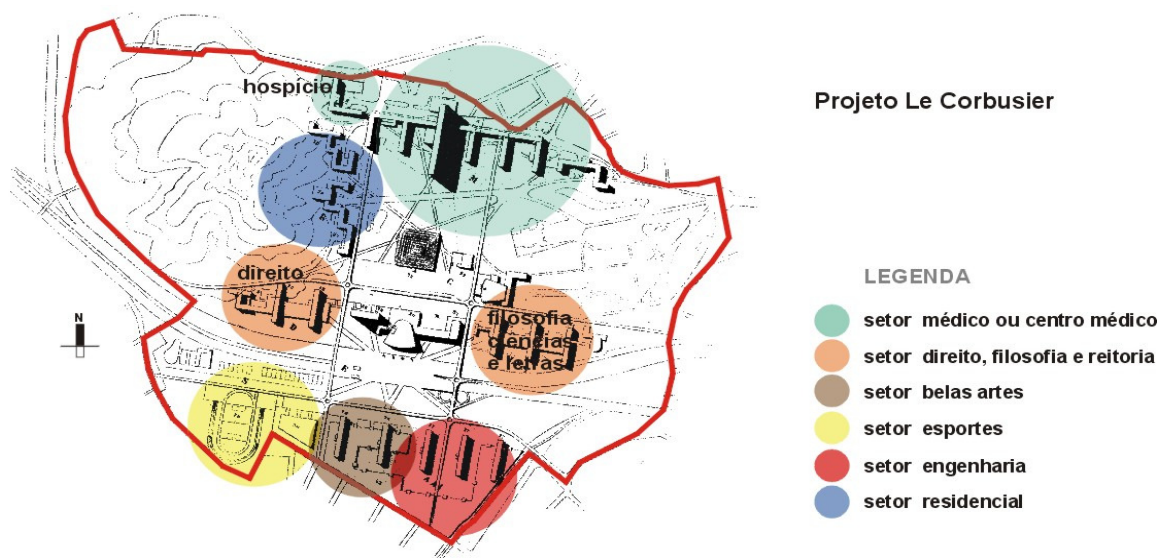 hospício
Projeto Le Corbusier
direito
filosofia
ciências
e letras
N
LEGENDA
setor médico ou centro médico
setor direito, filosofia e reitoria
setor belas artes
setor esportes
setor engenharia
setor residencial